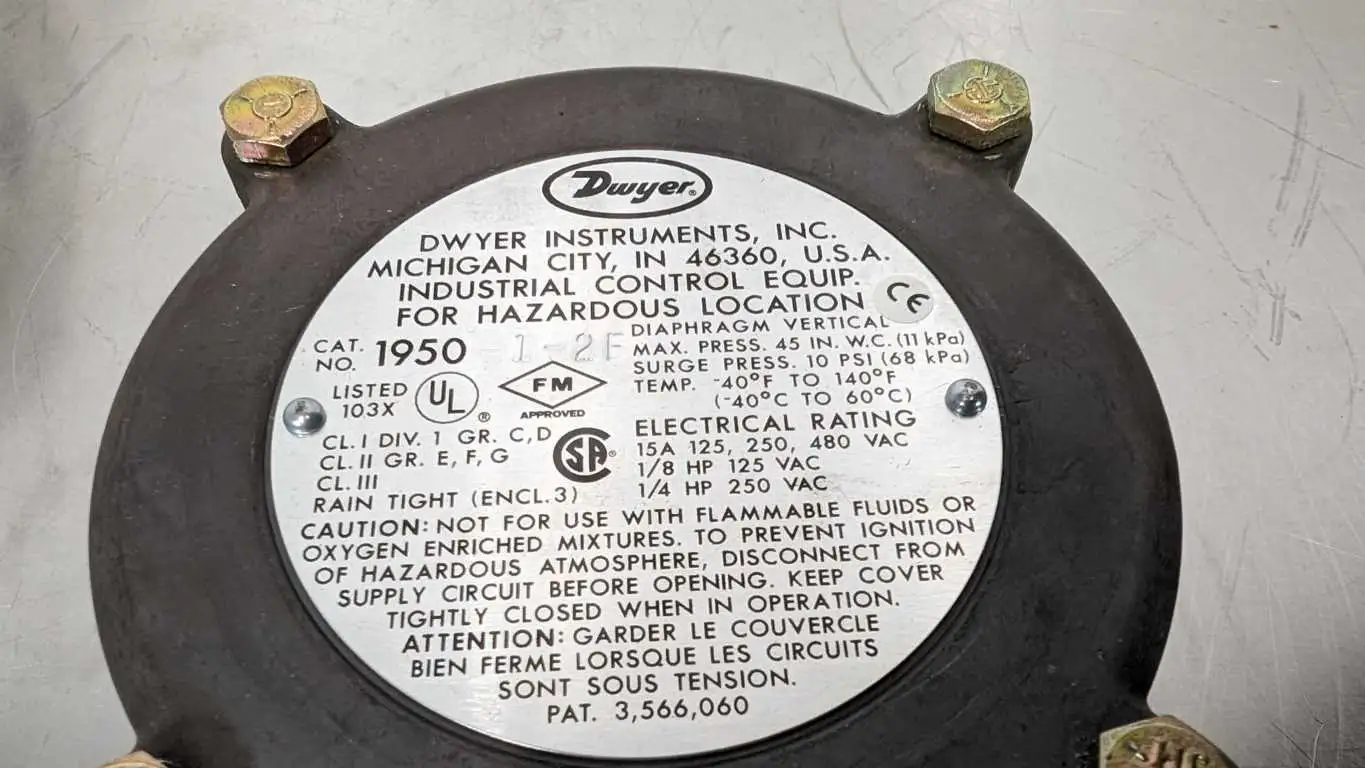 Dwyer®
DWYER INSTRUMENTS, INC.
MICHIGAN CITY, IN 46360, U.S.A.
INDUSTRIAL CONTROL EQUIP.
FOR HAZARDOUS LOCATION
CE
CAT.
NO. 1950 -1-2F
DIAPHRAGM VERTICAL
MAX. PRESS. 45 IN. W.C. (11 kPa)
SURGE PRESS. 10 PSI (68 kPa)
TEMP. -40°F TO 140°F
(-40°C TO 60°C)
LISTED
103X
UL®
FM
APPROVED
CL. I DIV. 1 GR. C, D
CL. II GR. E, F, G
CL. III
RAIN TIGHT (ENCL. 3)
SA®
ELECTRICAL RATING
15A 125, 250, 480 VAC
1/8 HP 125 VAC
1/4 HP 250 VAC
CAUTION: NOT FOR USE WITH FLAMMABLE FLUIDS OR
OXYGEN ENRICHED MIXTURES. TO PREVENT IGNITION
OF HAZARDOUS ATMOSPHERE, DISCONNECT FROM
SUPPLY CIRCUIT BEFORE OPENING. KEEP COVER
TIGHTLY CLOSED WHEN IN OPERATION.
ATTENTION: GARDER LE COUVERCLE
BIEN FERME LORSQUE LES CIRCUITS
SONT SOUS TENSION.
PAT. 3,566,060